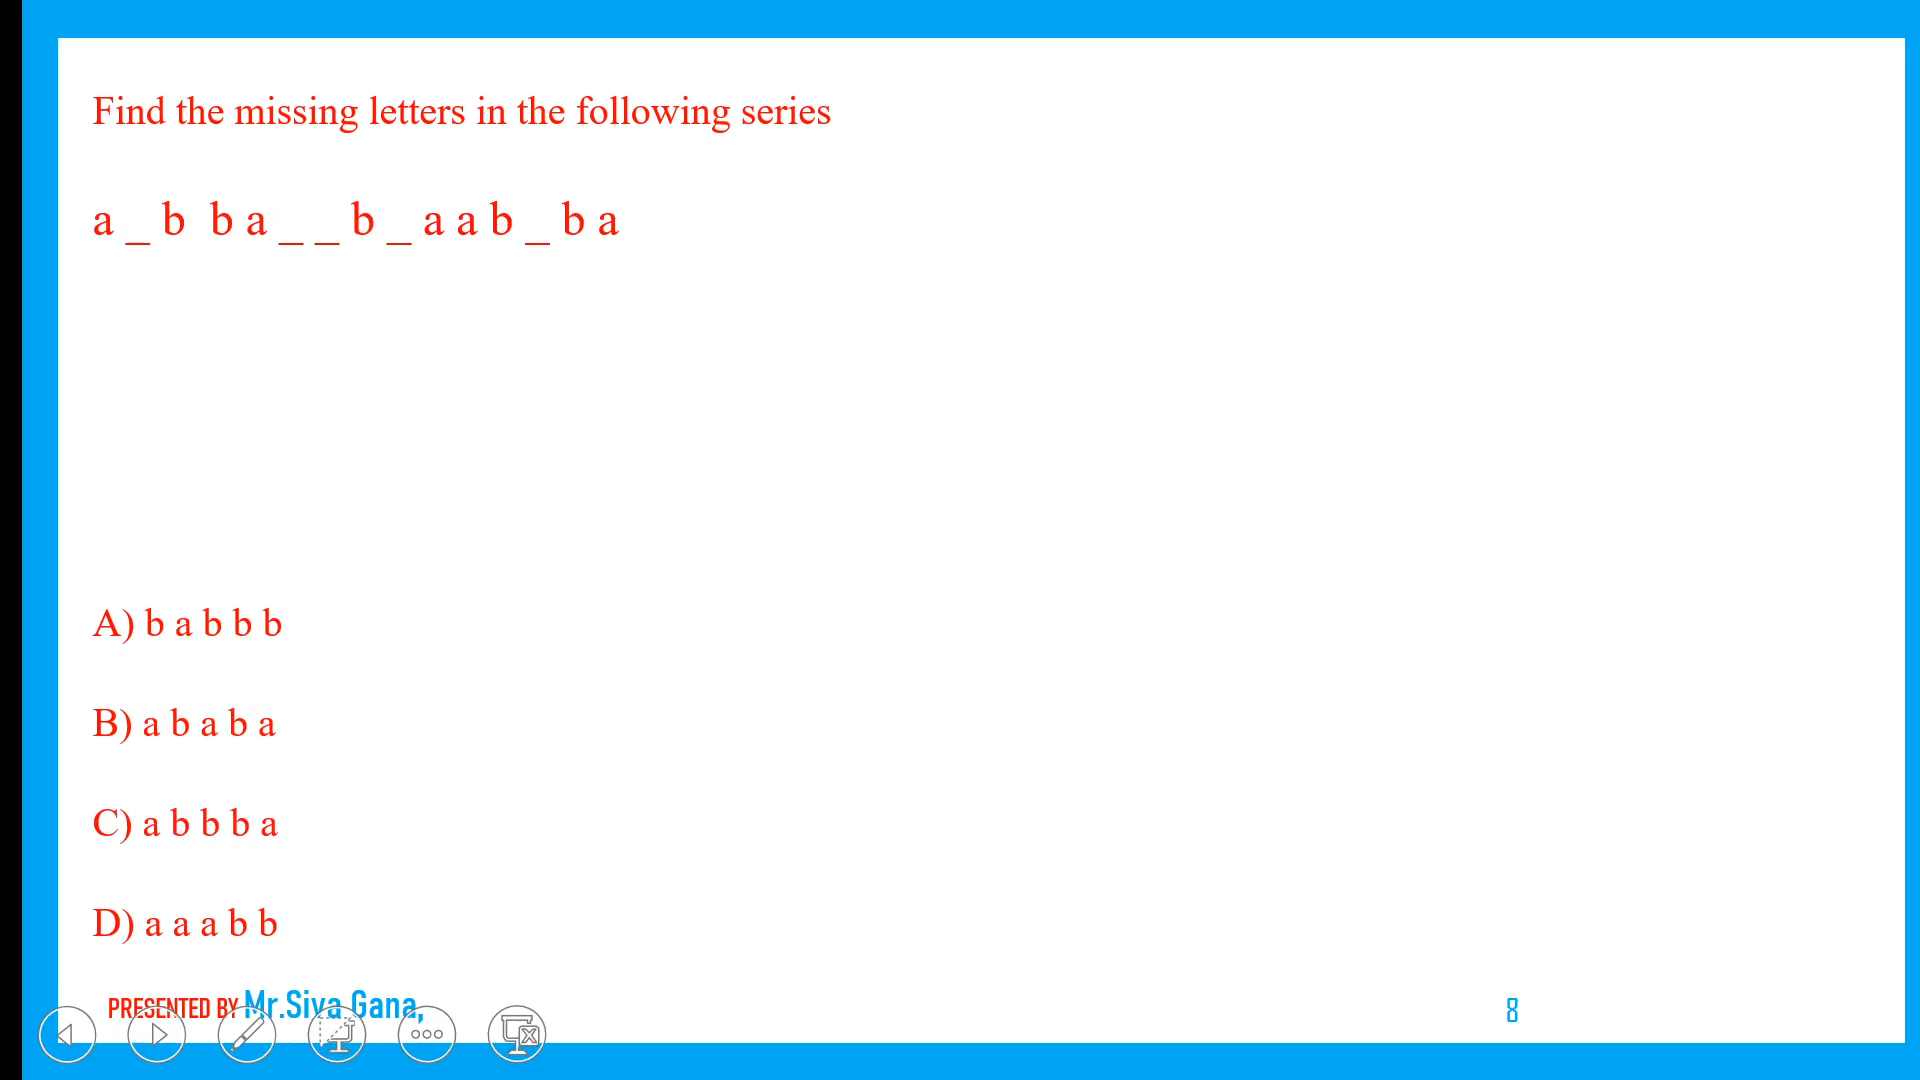 Find the missing letters in the following series
a _ b b a _ _ b _ a a b _ b a
A) b a b b b
B) a b a b a
C) a b b b a
D) a a a b b
PRESENTED BY Mr.Siva Gana,
8